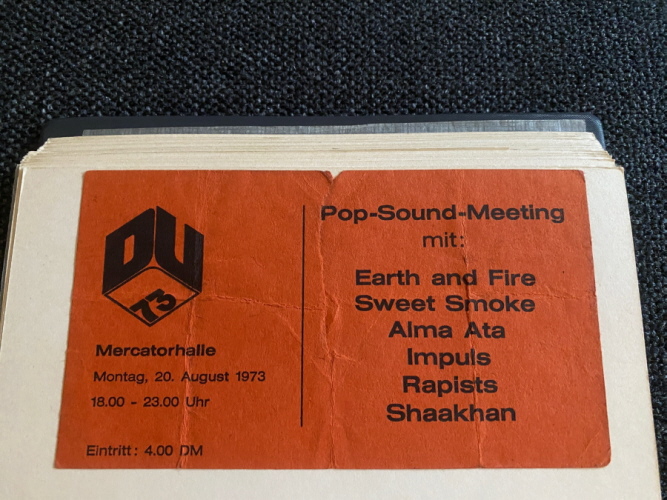 DU
73
Mercatorhalle
Montag, 20. August 1973
18.00 - 23.00 Uhr
Eintritt: 4.00 DM
Pop-Sound-Meeting
mit:
Earth and Fire
Sweet Smoke
Alma Ata
Impuls
Rapists
Shaakhan